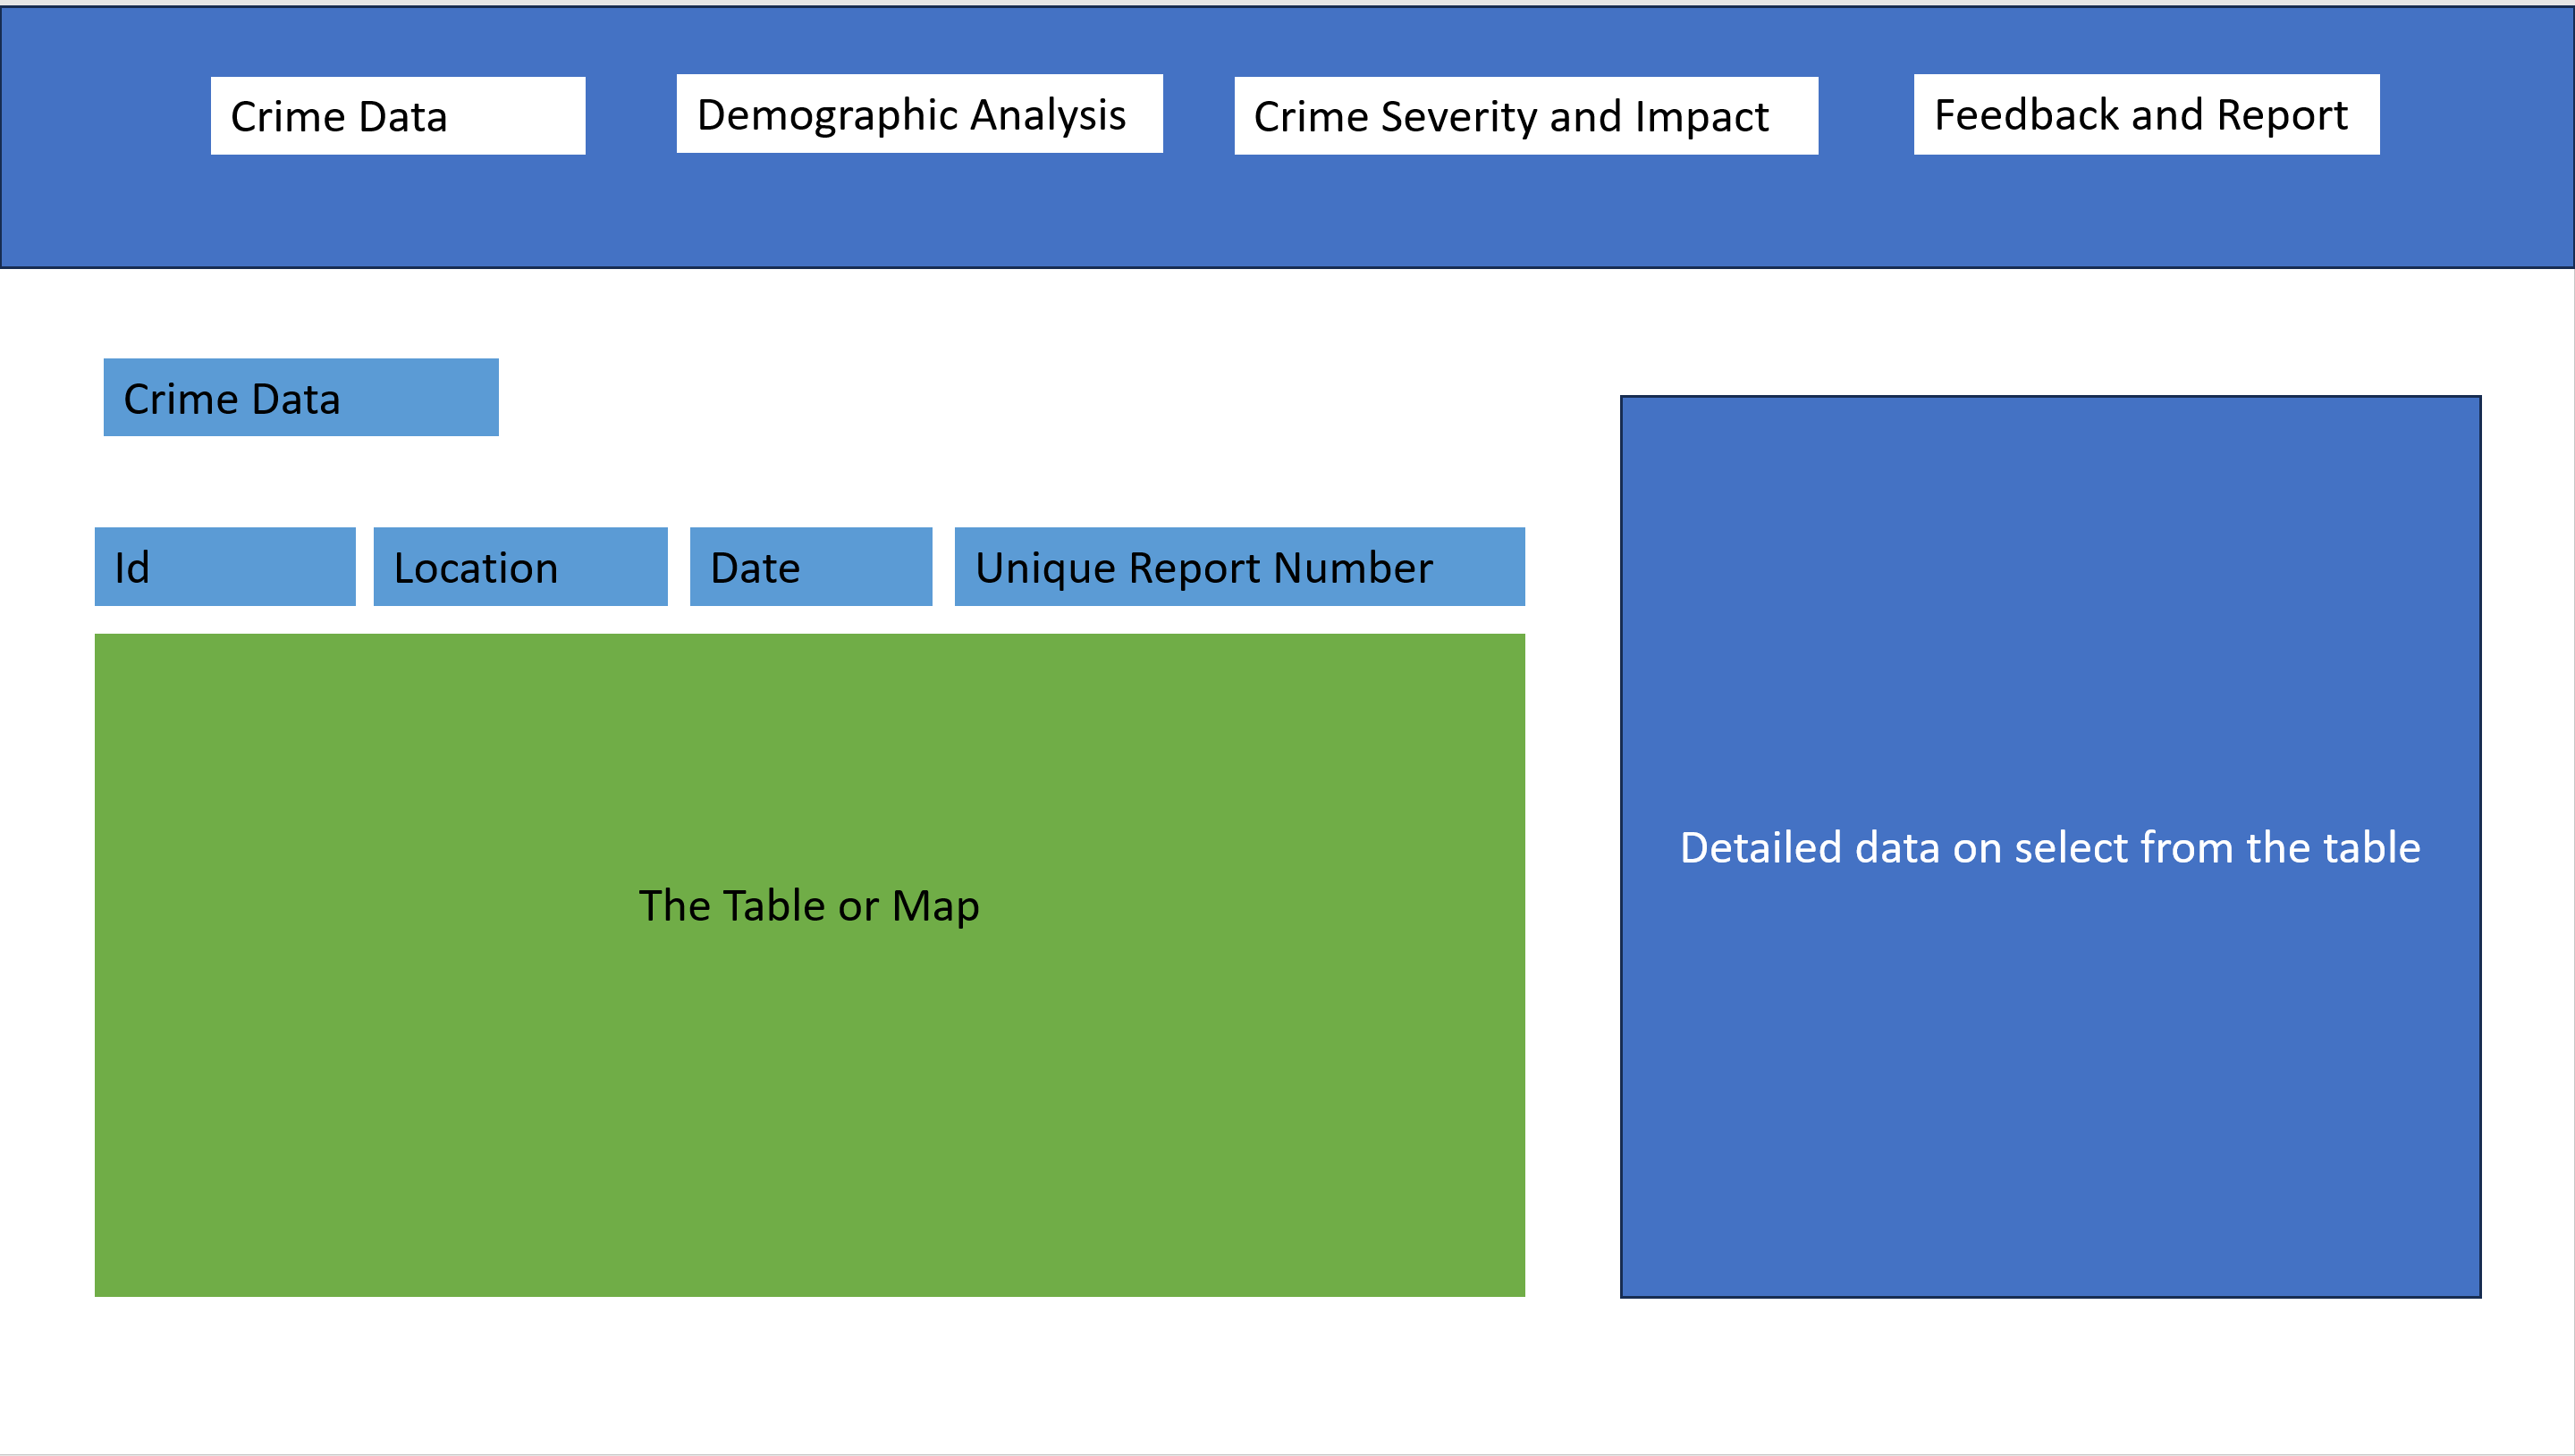 Crime Data
Demographic Analysis
Crime Severity and Impact
Feedback and Report
Crime Data
Id
Location
Date
Unique Report Number
The Table or Map
Detailed data on select from the table